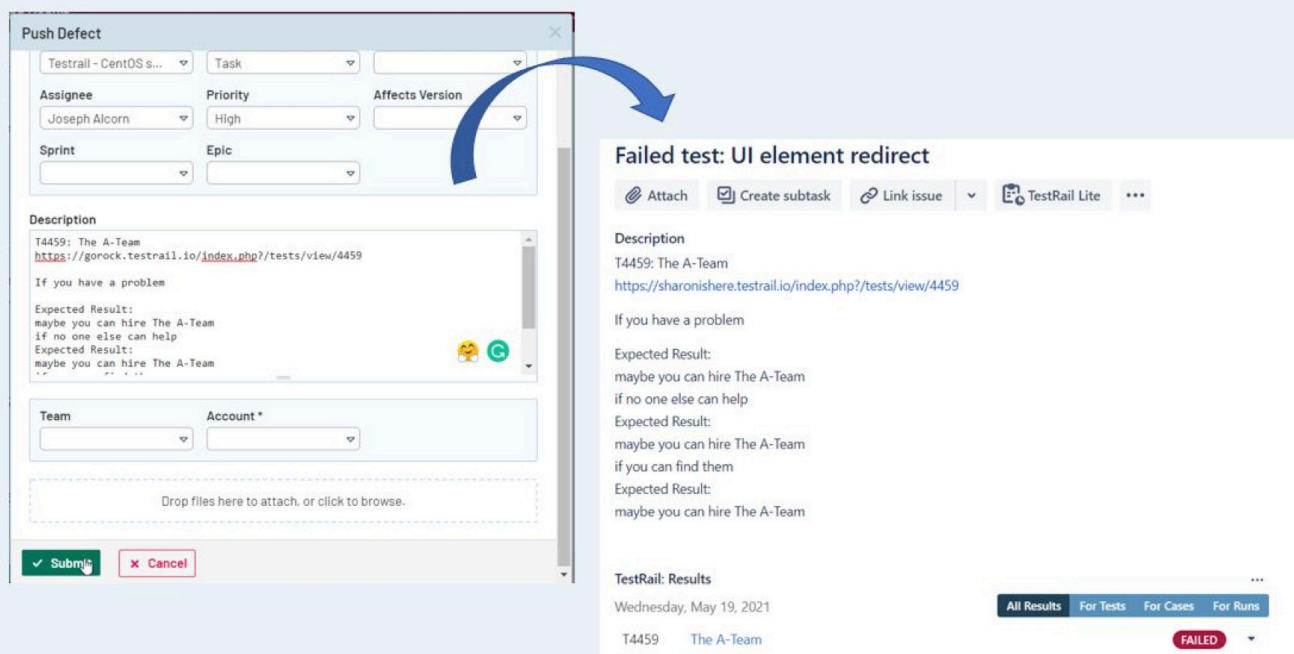 Push Defect
Testrail - CentOS s... Task
Assignee Priority Affects Version
Joseph Alcorn High
Sprint Epic
Description
T4459: The A-Team
https://gorock.testrail.io/index.php?/tests/view/4459
If you have a problem
Expected Result:
maybe you can hire The A-Team
if no one else can help
Expected Result:
maybe you can hire The A-Team
Team Account *
Drop files here to attach, or click to browse.
Submit Cancel
Failed test: UI element redirect
Attach Create subtask Link issue TestRail Lite
Description
T4459: The A-Team
https://sharonishere.testrail.io/index.php?/tests/view/4459
If you have a problem
Expected Result:
maybe you can hire The A-Team
if no one else can help
Expected Result:
maybe you can hire The A-Team
if you can find them
Expected Result:
maybe you can hire The A-Team
TestRail: Results
Wednesday, May 19, 2021 All Results For Tests For Cases For Runs
T4459 The A-Team FAILED